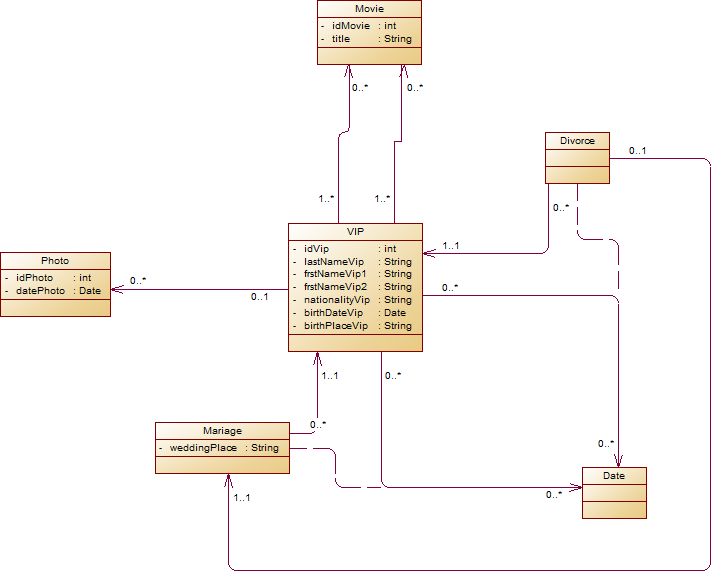 Movie
- idMovie : int
- title : String
0..*
0..*
Divorce
0..1
1..*
1..*
0..*
VIP
1..1
- idVip : int
- lastNameVip : String
- frstNameVip1 : String
- frstNameVip2 : String
- nationalityVip : String
- birthDateVip : Date
- birthPlaceVip : String
Photo
- idPhoto : int
- datePhoto : Date
0..*
0..1
0..*
1..1
0..*
Mariage
- weddingPlace : String
0..*
0..*
Date
1..1
0..*